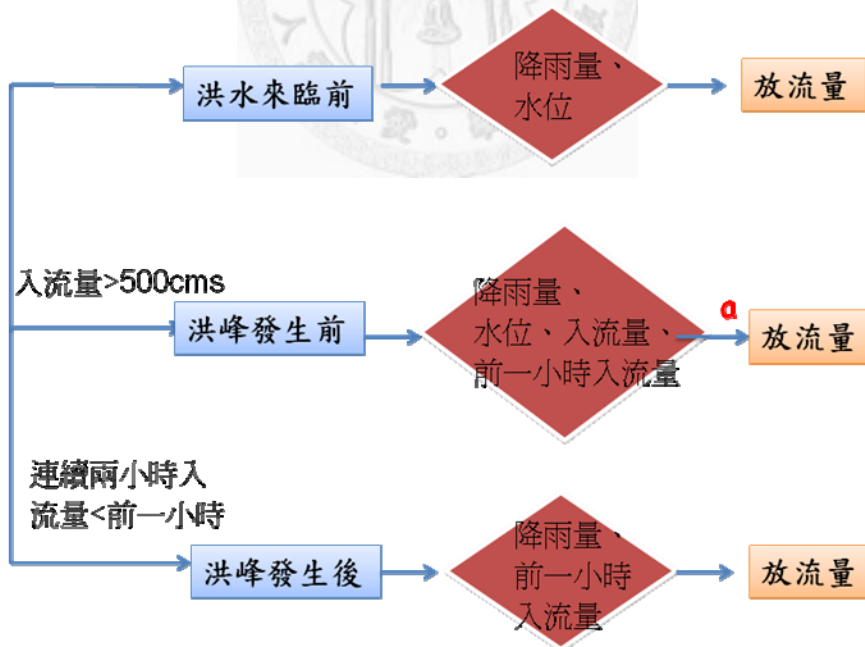 洪水來臨前
降雨量、
水位
放流量
入流量>500cms
洪峰發生前
降雨量、
水位、入流量、
前一小時入流量
a
放流量
連續兩小時入
流量<前一小時
洪峰發生後
降雨量、
前一小時
入流量
放流量